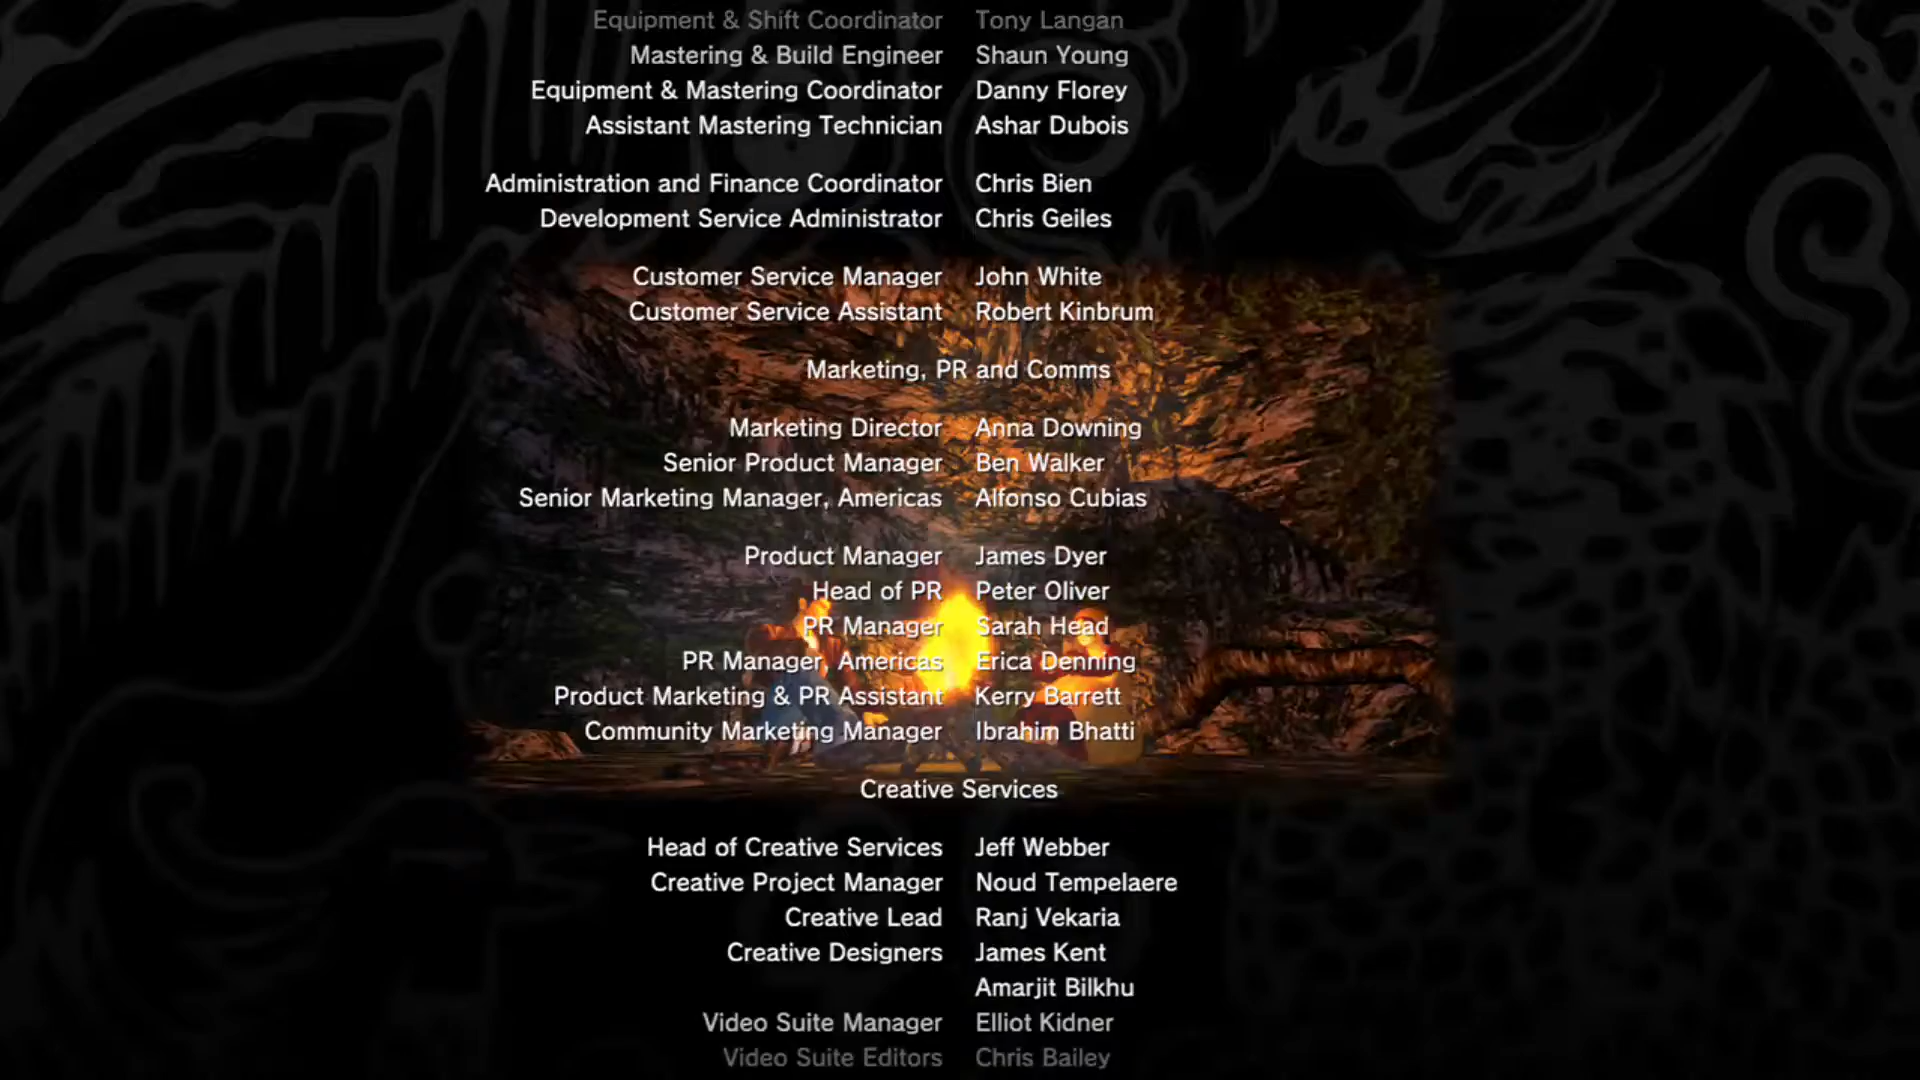 Equipment & Shift Coordinator Tony Langan
Mastering & Build Engineer Shaun Young
Equipment & Mastering Coordinator Danny Florey
Assistant Mastering Technician Ashar Dubois
Administration and Finance Coordinator Chris Bien
Development Service Administrator Chris Geiles
Customer Service Manager John White
Customer Service Assistant Robert Kinbrum
Marketing, PR and Comms
Marketing Director Anna Downing
Senior Product Manager Ben Walker
Senior Marketing Manager, Americas Alfonso Cubias
Product Manager James Dyer
Head of PR Peter Oliver
PR Manager Sarah Head
PR Manager, Americas Erica Denning
Product Marketing & PR Assistant Kerry Barrett
Community Marketing Manager Ibrahim Bhatti
Creative Services
Head of Creative Services Jeff Webber
Creative Project Manager Noud Tempelaere
Creative Lead Ranj Vekaria
Creative Designers James Kent
Amarjit Bilkhu
Video Suite Manager Elliot Kidner
Video Suite Editors Chris Bailey